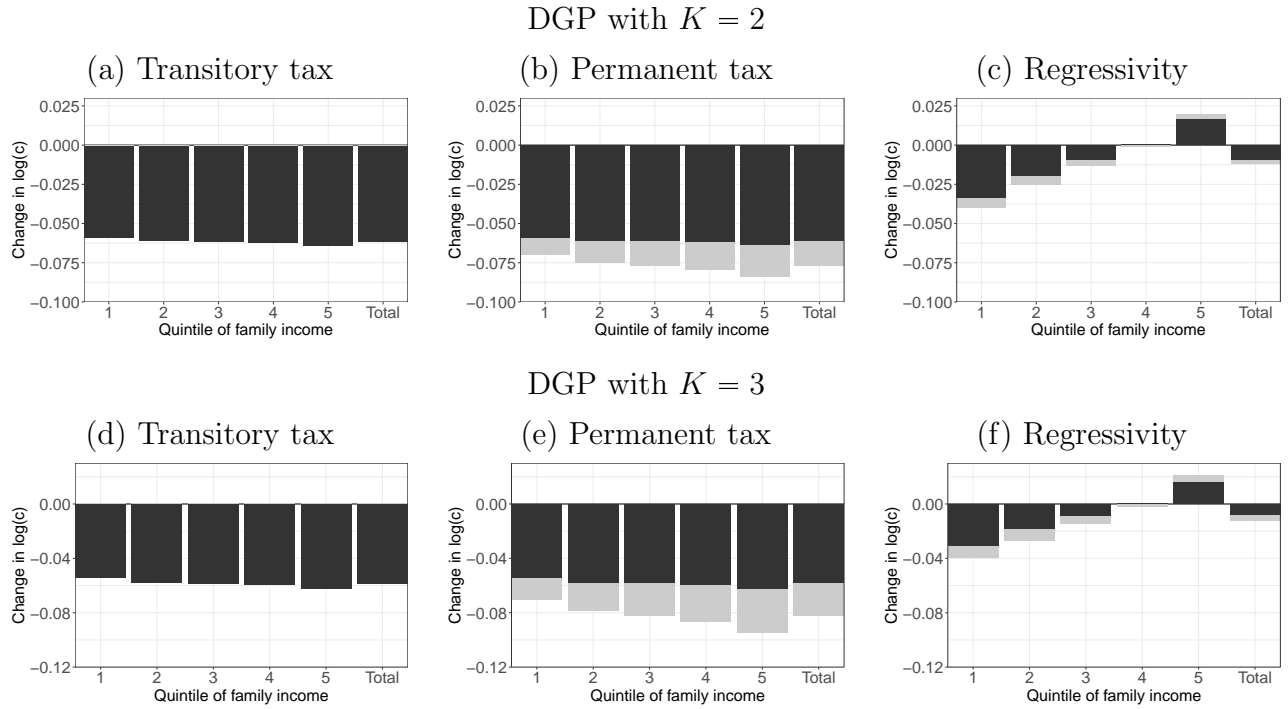 DGP with K = 2
(a) Transitory tax
(b) Permanent tax
(c) Regressivity
Change in log(c)
0.025
0.000
−0.025
−0.050
−0.075
−0.100
1 2 3 4 5 Total
Quintile of family income
Change in log(c)
0.025
0.000
−0.025
−0.050
−0.075
−0.100
1 2 3 4 5 Total
Quintile of family income
Change in log(c)
0.025
0.000
−0.025
−0.050
−0.075
−0.100
1 2 3 4 5 Total
Quintile of family income
DGP with K = 3
(d) Transitory tax
(e) Permanent tax
(f) Regressivity
Change in log(c)
0.00
−0.04
−0.08
−0.12
1 2 3 4 5 Total
Quintile of family income
Change in log(c)
0.00
−0.04
−0.08
−0.12
1 2 3 4 5 Total
Quintile of family income
Change in log(c)
0.00
−0.04
−0.08
−0.12
1 2 3 4 5 Total
Quintile of family income